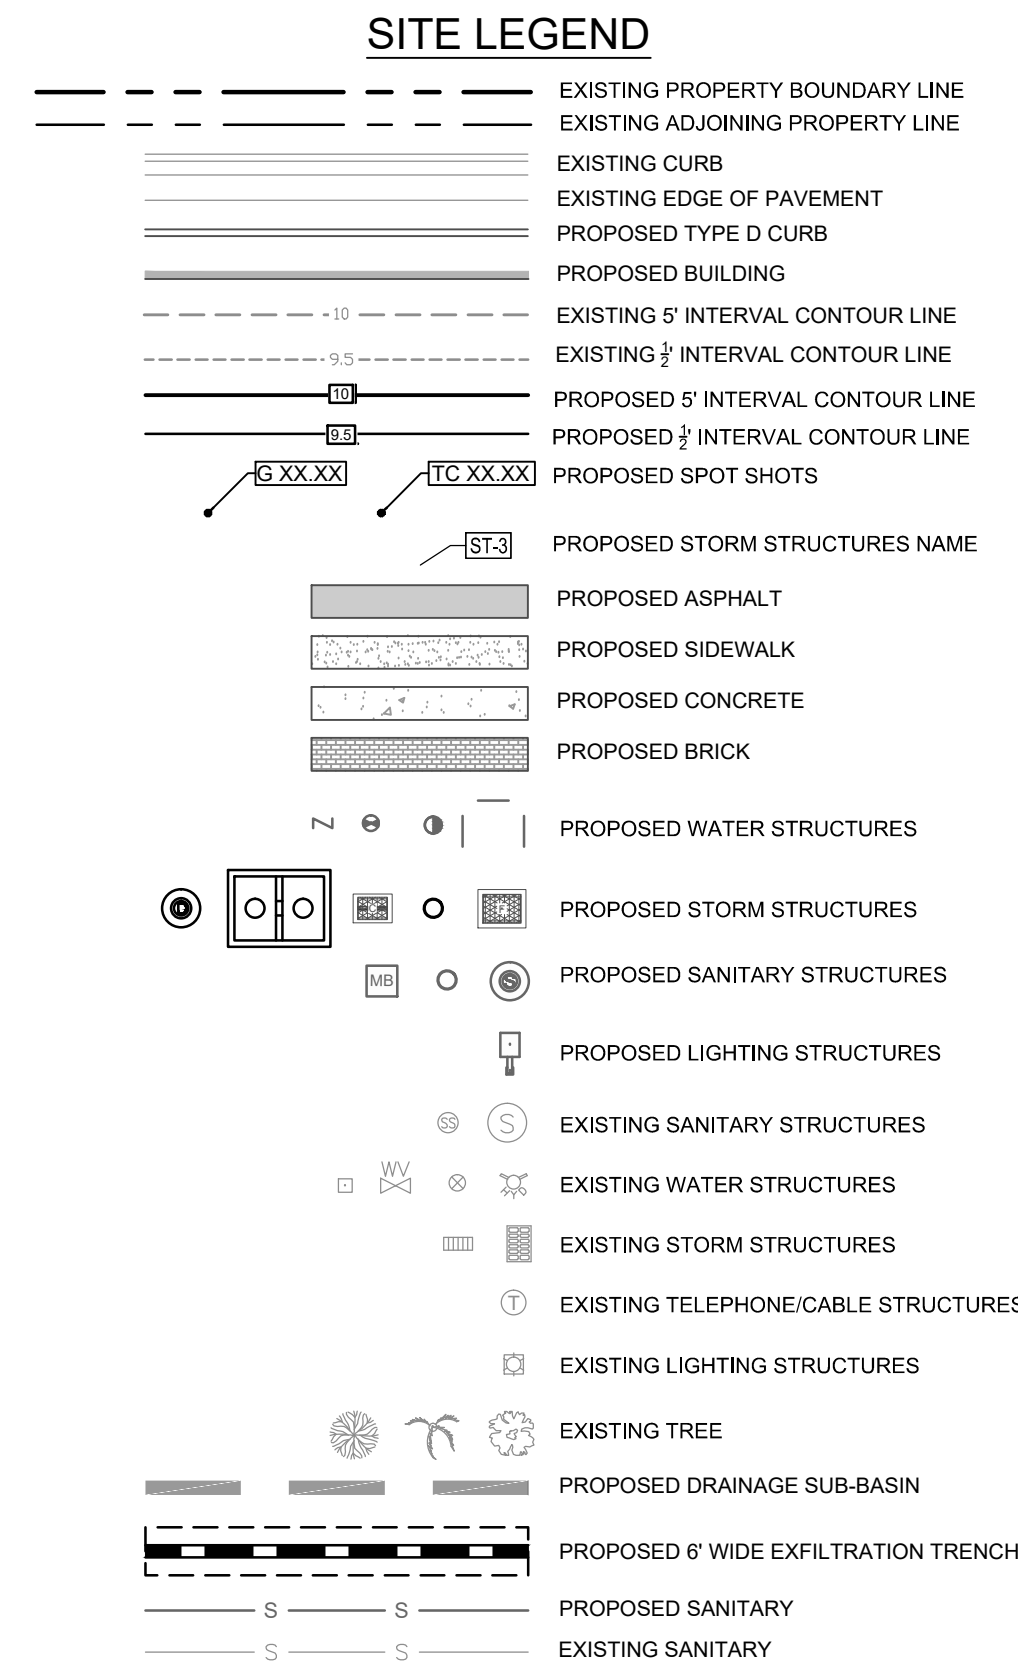 SITE LEGEND
EXISTING PROPERTY BOUNDARY LINE
EXISTING ADJOINING PROPERTY LINE
EXISTING CURB
EXISTING EDGE OF PAVEMENT
PROPOSED TYPE D CURB
PROPOSED BUILDING
10 EXISTING 5' INTERVAL CONTOUR LINE
9.5 EXISTING ½' INTERVAL CONTOUR LINE
10 PROPOSED 5' INTERVAL CONTOUR LINE
9.5 PROPOSED ½' INTERVAL CONTOUR LINE
G XX.XX TC XX.XX PROPOSED SPOT SHOTS
ST-3 PROPOSED STORM STRUCTURES NAME
PROPOSED ASPHALT
PROPOSED SIDEWALK
PROPOSED CONCRETE
PROPOSED BRICK
PROPOSED WATER STRUCTURES
PROPOSED STORM STRUCTURES
MB S PROPOSED SANITARY STRUCTURES
PROPOSED LIGHTING STRUCTURES
SS S EXISTING SANITARY STRUCTURES
WV EXISTING WATER STRUCTURES
EXISTING STORM STRUCTURES
T EXISTING TELEPHONE/CABLE STRUCTURES
EXISTING LIGHTING STRUCTURES
EXISTING TREE
PROPOSED DRAINAGE SUB-BASIN
PROPOSED 6' WIDE EXFILTRATION TRENCH
S S PROPOSED SANITARY
S S EXISTING SANITARY